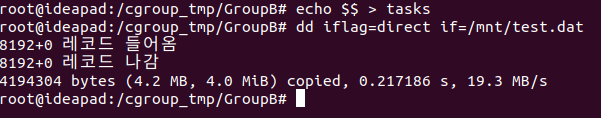 root@ideapad:/cgroup_tmp/GroupB# echo $$ > tasks
root@ideapad:/cgroup_tmp/GroupB# dd iflag=direct if=/mnt/test.dat
8192+0 레코드 들어옴
8192+0 레코드 나감
4194304 bytes (4.2 MB, 4.0 MiB) copied, 0.217186 s, 19.3 MB/s
root@ideapad:/cgroup_tmp/GroupB#